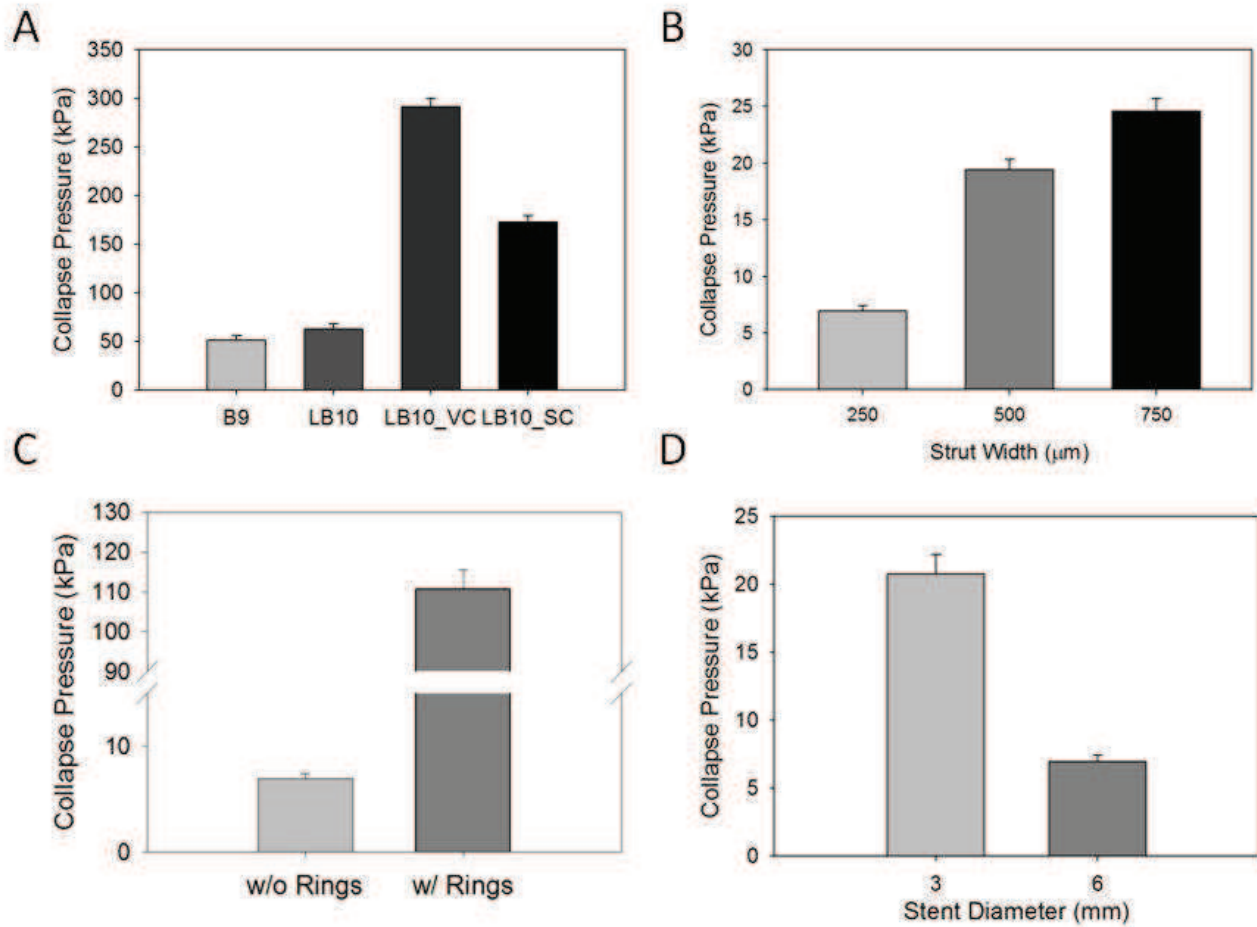 A
Collapse Pressure (kPa)
350
300
250
200
150
100
50
0
B9 LB10 LB10_VC LB10_SC
B
Collapse Pressure (kPa)
30
25
20
15
10
5
0
250 500 750
Strut Width (μm)
C
Collapse Pressure (kPa)
130
120
110
100
90
10
0
w/o Rings w/ Rings
D
Collapse Pressure (kPa)
25
20
15
10
5
0
3 6
Stent Diameter (mm)